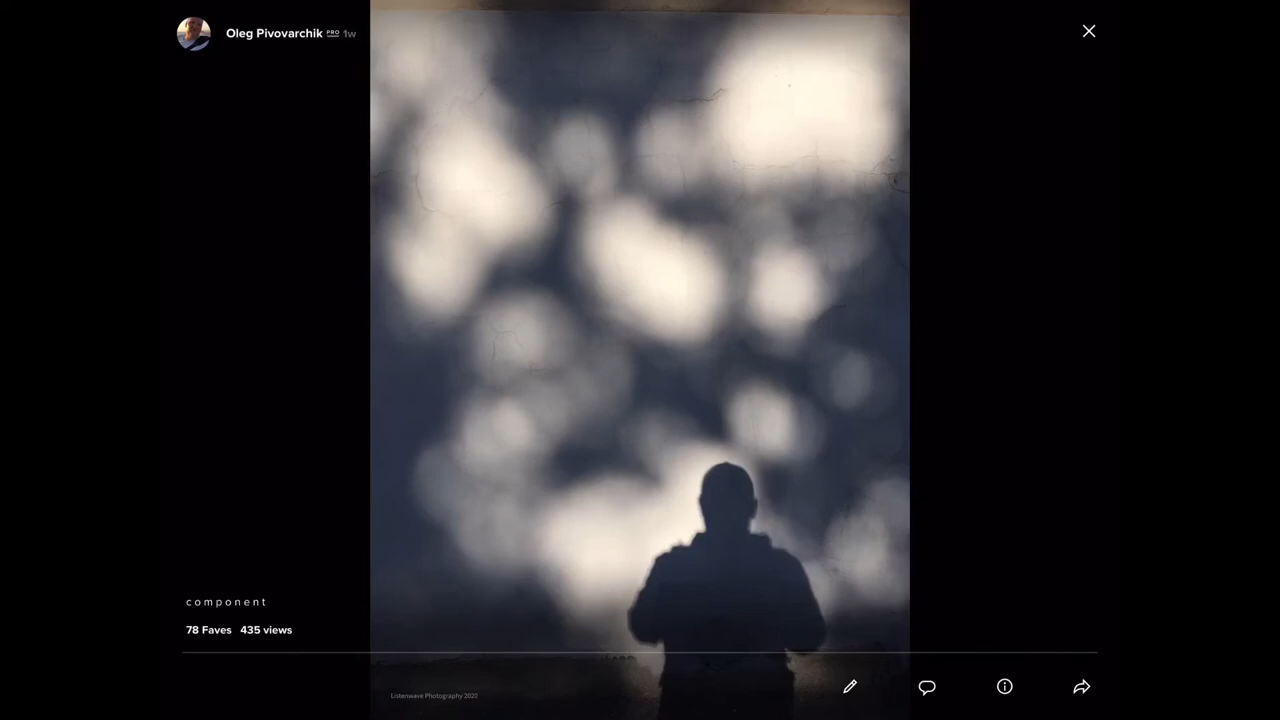 Oleg Pivovarchik PRO 1w
component
78 Faves 435 views
Listenwave Photography 2020